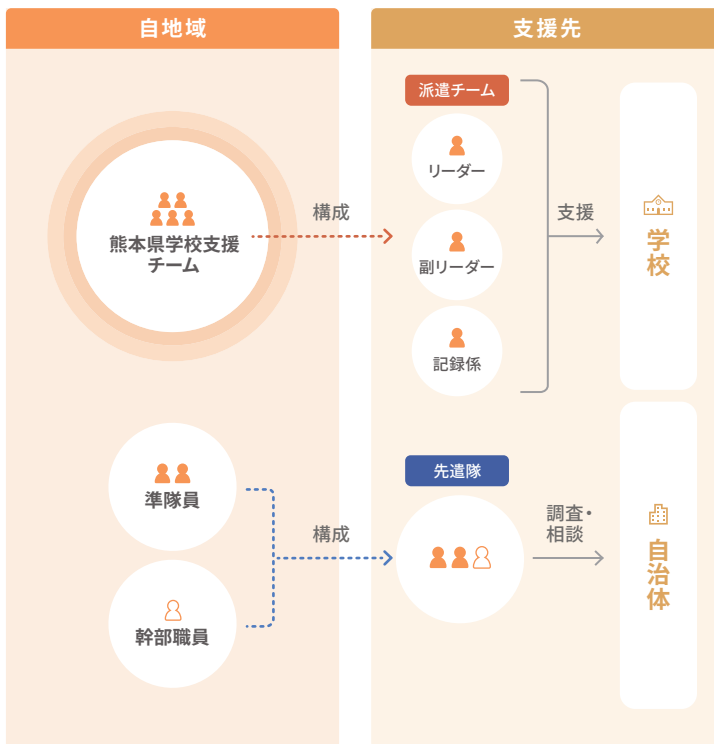 自地域
支援先
熊本県学校支援
チーム
構成
派遣チーム
リーダー
副リーダー
記録係
支援
学校
準隊員
幹部職員
構成
先遣隊
調査・
相談
自治体